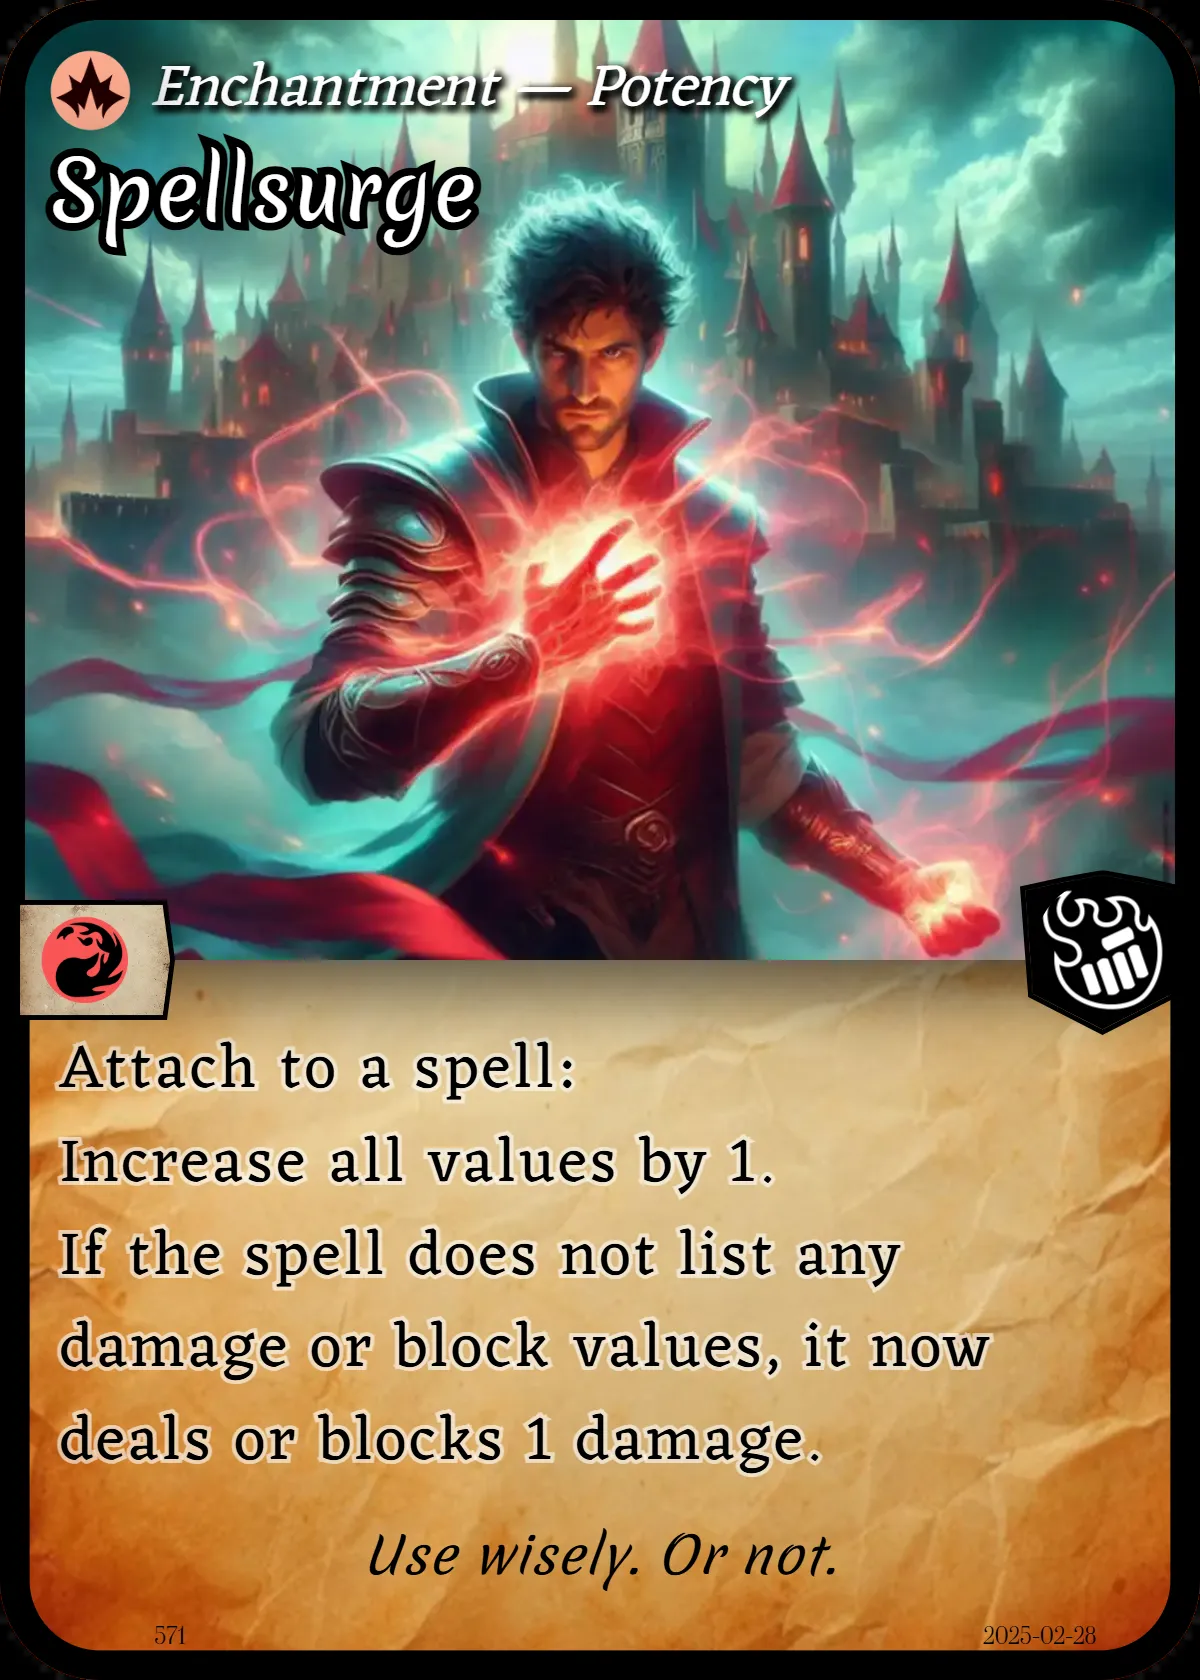 Enchantment — Potency
Spellsurge
Attach to a spell:
Increase all values by 1.
If the spell does not list any
damage or block values, it now
deals or blocks 1 damage.
Use wisely. Or not.
571
2025-02-28